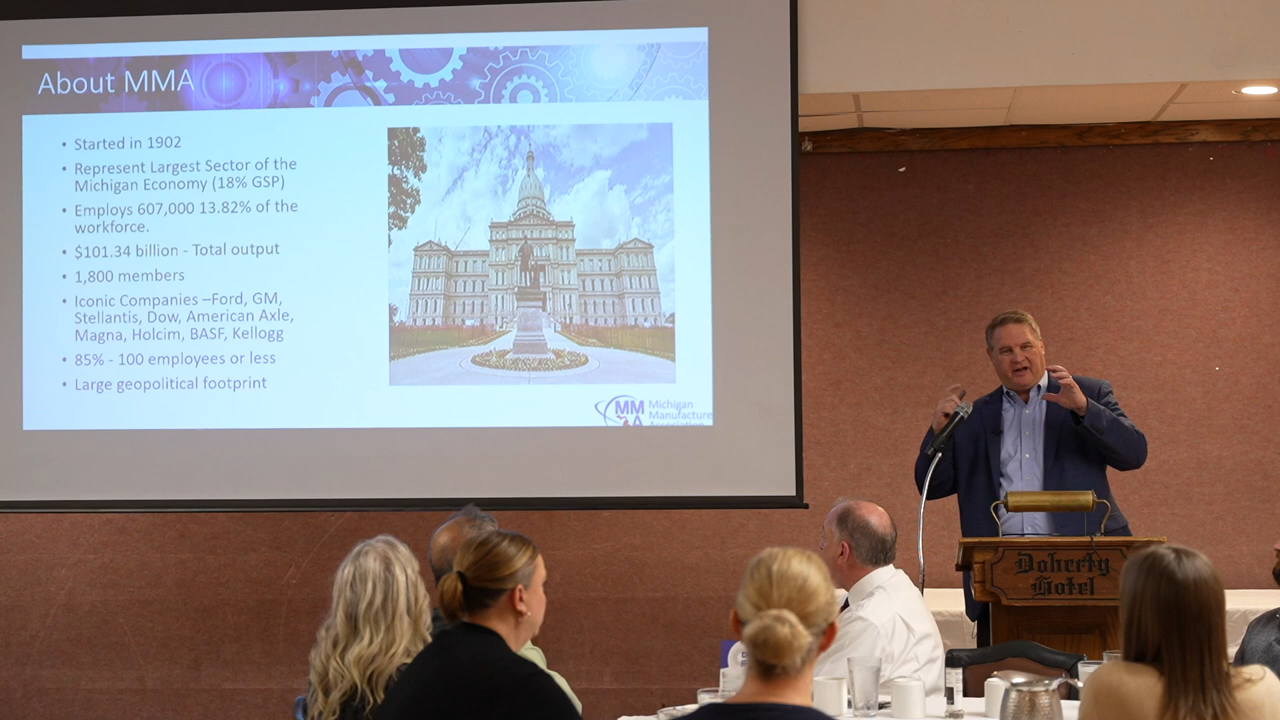 About MMA
• Started in 1902
• Represent Largest Sector of the
Michigan Economy (18% GSP)
• Employs 607,000 13.82% of the
workforce.
• $101.34 billion - Total output
• 1,800 members
• Iconic Companies –Ford, GM,
Stellantis, Dow, American Axle,
Magna, Holcim, BASF, Kellogg
• 85% - 100 employees or less
• Large geopolitical footprint
MM
A
Michigan
Manufacture
Association
Doherty
Hotel